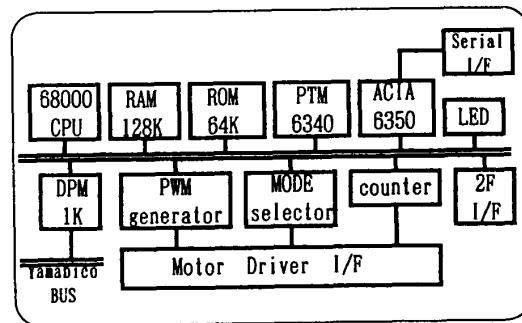 Serial
I/F
68000
CPU
RAM
128K
ROM
64K
PTM
6340
ACIA
6350
LED
DPM
1K
PWM
generator
MODE
selector
counter
2F
I/F
Motor Driver I/F
Yamabico
BUS